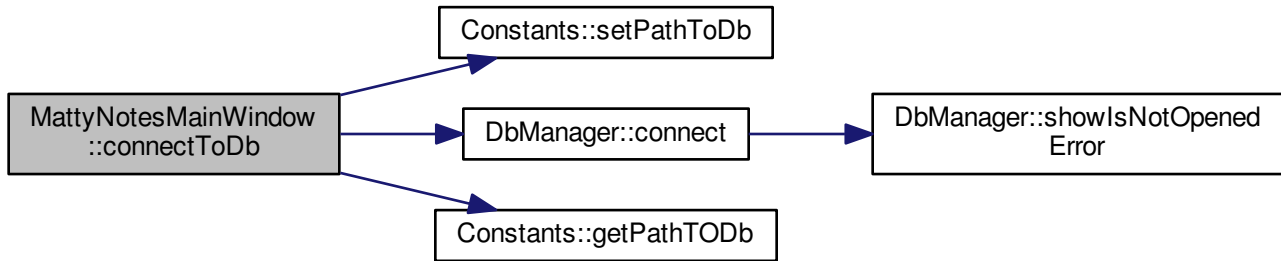 Constants::setPathToDb
MattyNotesMainWindow
::connectToDb
DbManager::connect
DbManager::showIsNotOpened
Error
Constants::getPathTODb